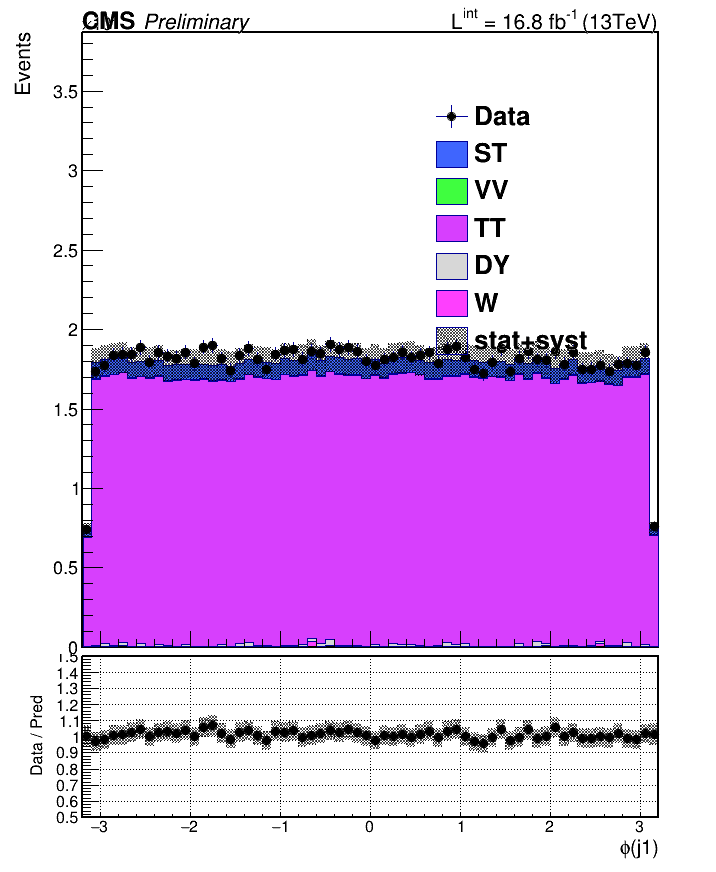 CMS Preliminary
L^int = 16.8 fb^-1 (13TeV)
Events
3.5
3
2.5
2
1.5
1
0.5
0
Data
ST
VV
TT
DY
W
stat+syst
Data / Pred
1.5
1.4
1.3
1.2
1.1
1
0.9
0.8
0.7
0.6
0.5
−3 −2 −1 0 1 2 3
ϕ(j1)